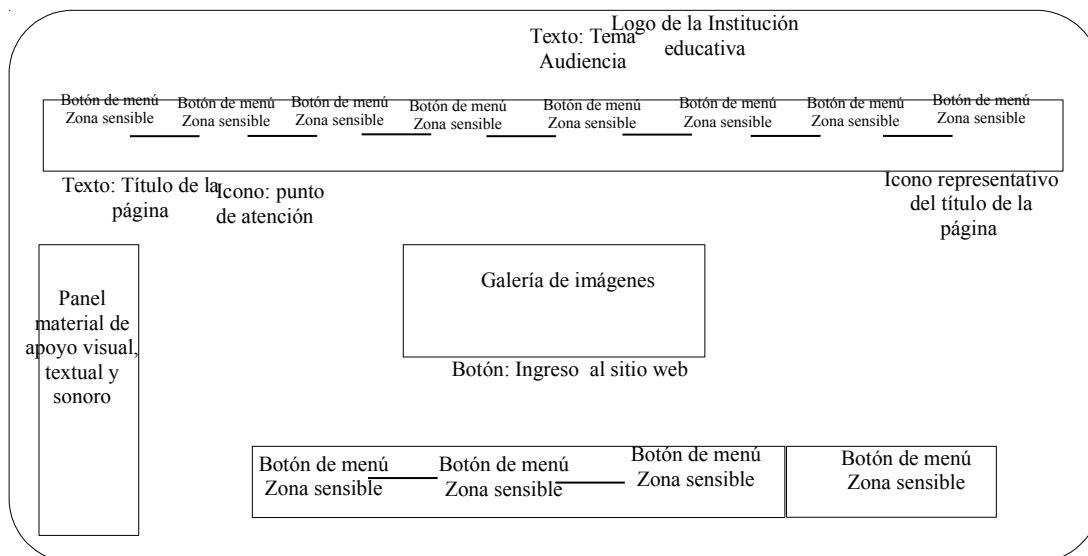 Logo de la Institución
educativa
Texto: Tema
Audiencia
Botón de menú
Zona sensible
Botón de menú
Zona sensible
Botón de menú
Zona sensible
Botón de menú
Zona sensible
Botón de menú
Zona sensible
Botón de menú
Zona sensible
Botón de menú
Zona sensible
Botón de menú
Zona sensible
Texto: Título de la
página
Icono: punto
de atención
Icono representativo
del título de la
página
Panel
material de
apoyo visual,
textual y
sonoro
Galería de imágenes
Botón: Ingreso al sitio web
Botón de menú
Zona sensible
Botón de menú
Zona sensible
Botón de menú
Zona sensible
Botón de menú
Zona sensible